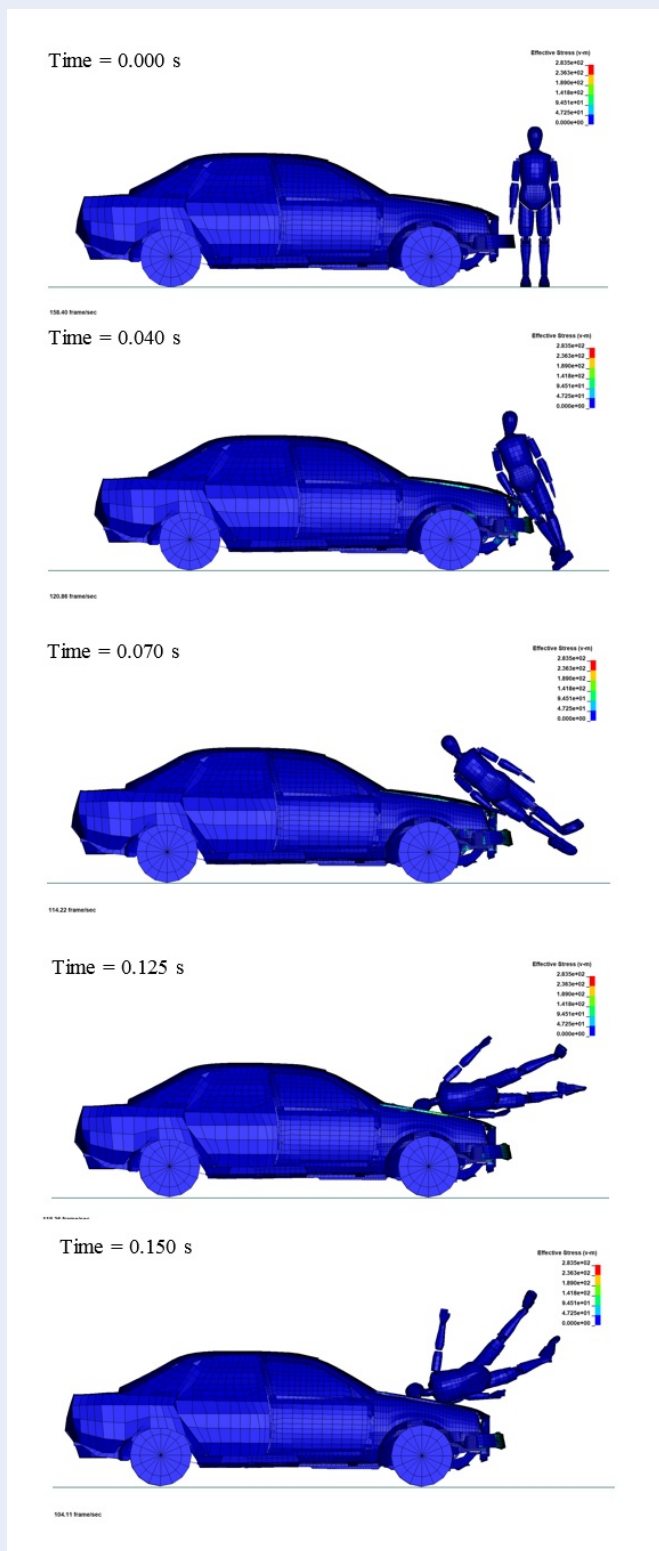 Time = 0.000 s
Effective Stress (v-m)
2.835e+02
2.363e+02
1.890e+02
1.418e+02
9.451e+01
4.725e+01
0.000e+00
158.40 frame/sec
Time = 0.040 s
Effective Stress (v-m)
2.835e+02
2.363e+02
1.890e+02
1.418e+02
9.451e+01
4.725e+01
0.000e+00
120.86 frame/sec
Time = 0.070 s
Effective Stress (v-m)
2.835e+02
2.363e+02
1.890e+02
1.418e+02
9.451e+01
4.725e+01
0.000e+00
114.22 frame/sec
Time = 0.125 s
Effective Stress (v-m)
2.835e+02
2.363e+02
1.890e+02
1.418e+02
9.451e+01
4.725e+01
0.000e+00
Time = 0.150 s
Effective Stress (v-m)
2.835e+02
2.363e+02
1.890e+02
1.418e+02
9.451e+01
4.725e+01
0.000e+00
104.11 frame/sec